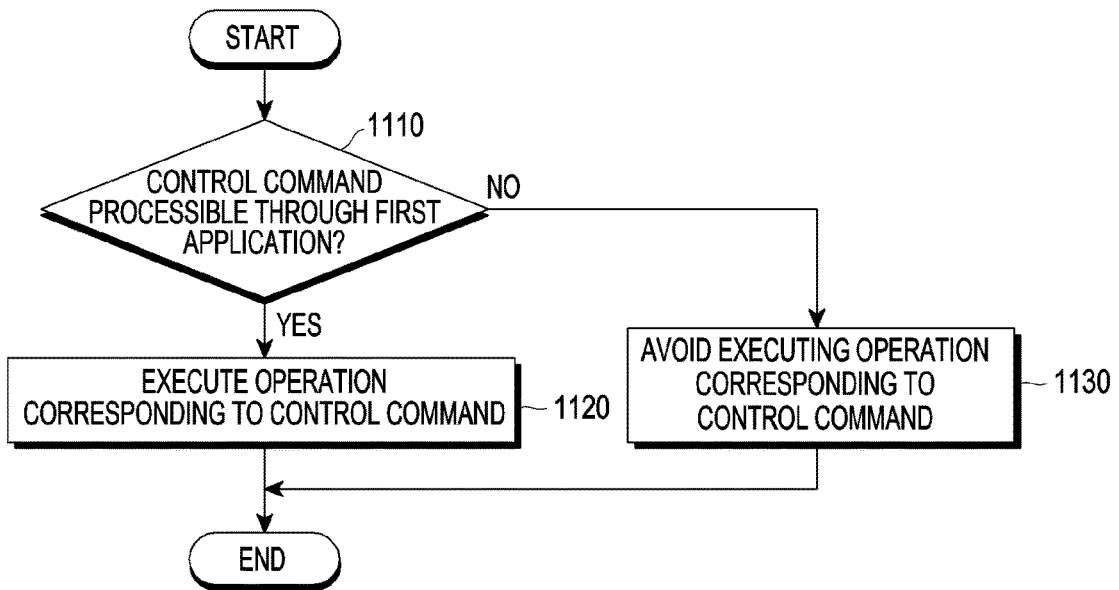 START
1110
CONTROL COMMAND
PROCESSIBLE THROUGH FIRST
APPLICATION?
NO
YES
EXECUTE OPERATION
CORRESPONDING TO CONTROL COMMAND
1120
AVOID EXECUTING OPERATION
CORRESPONDING TO
CONTROL COMMAND
1130
END